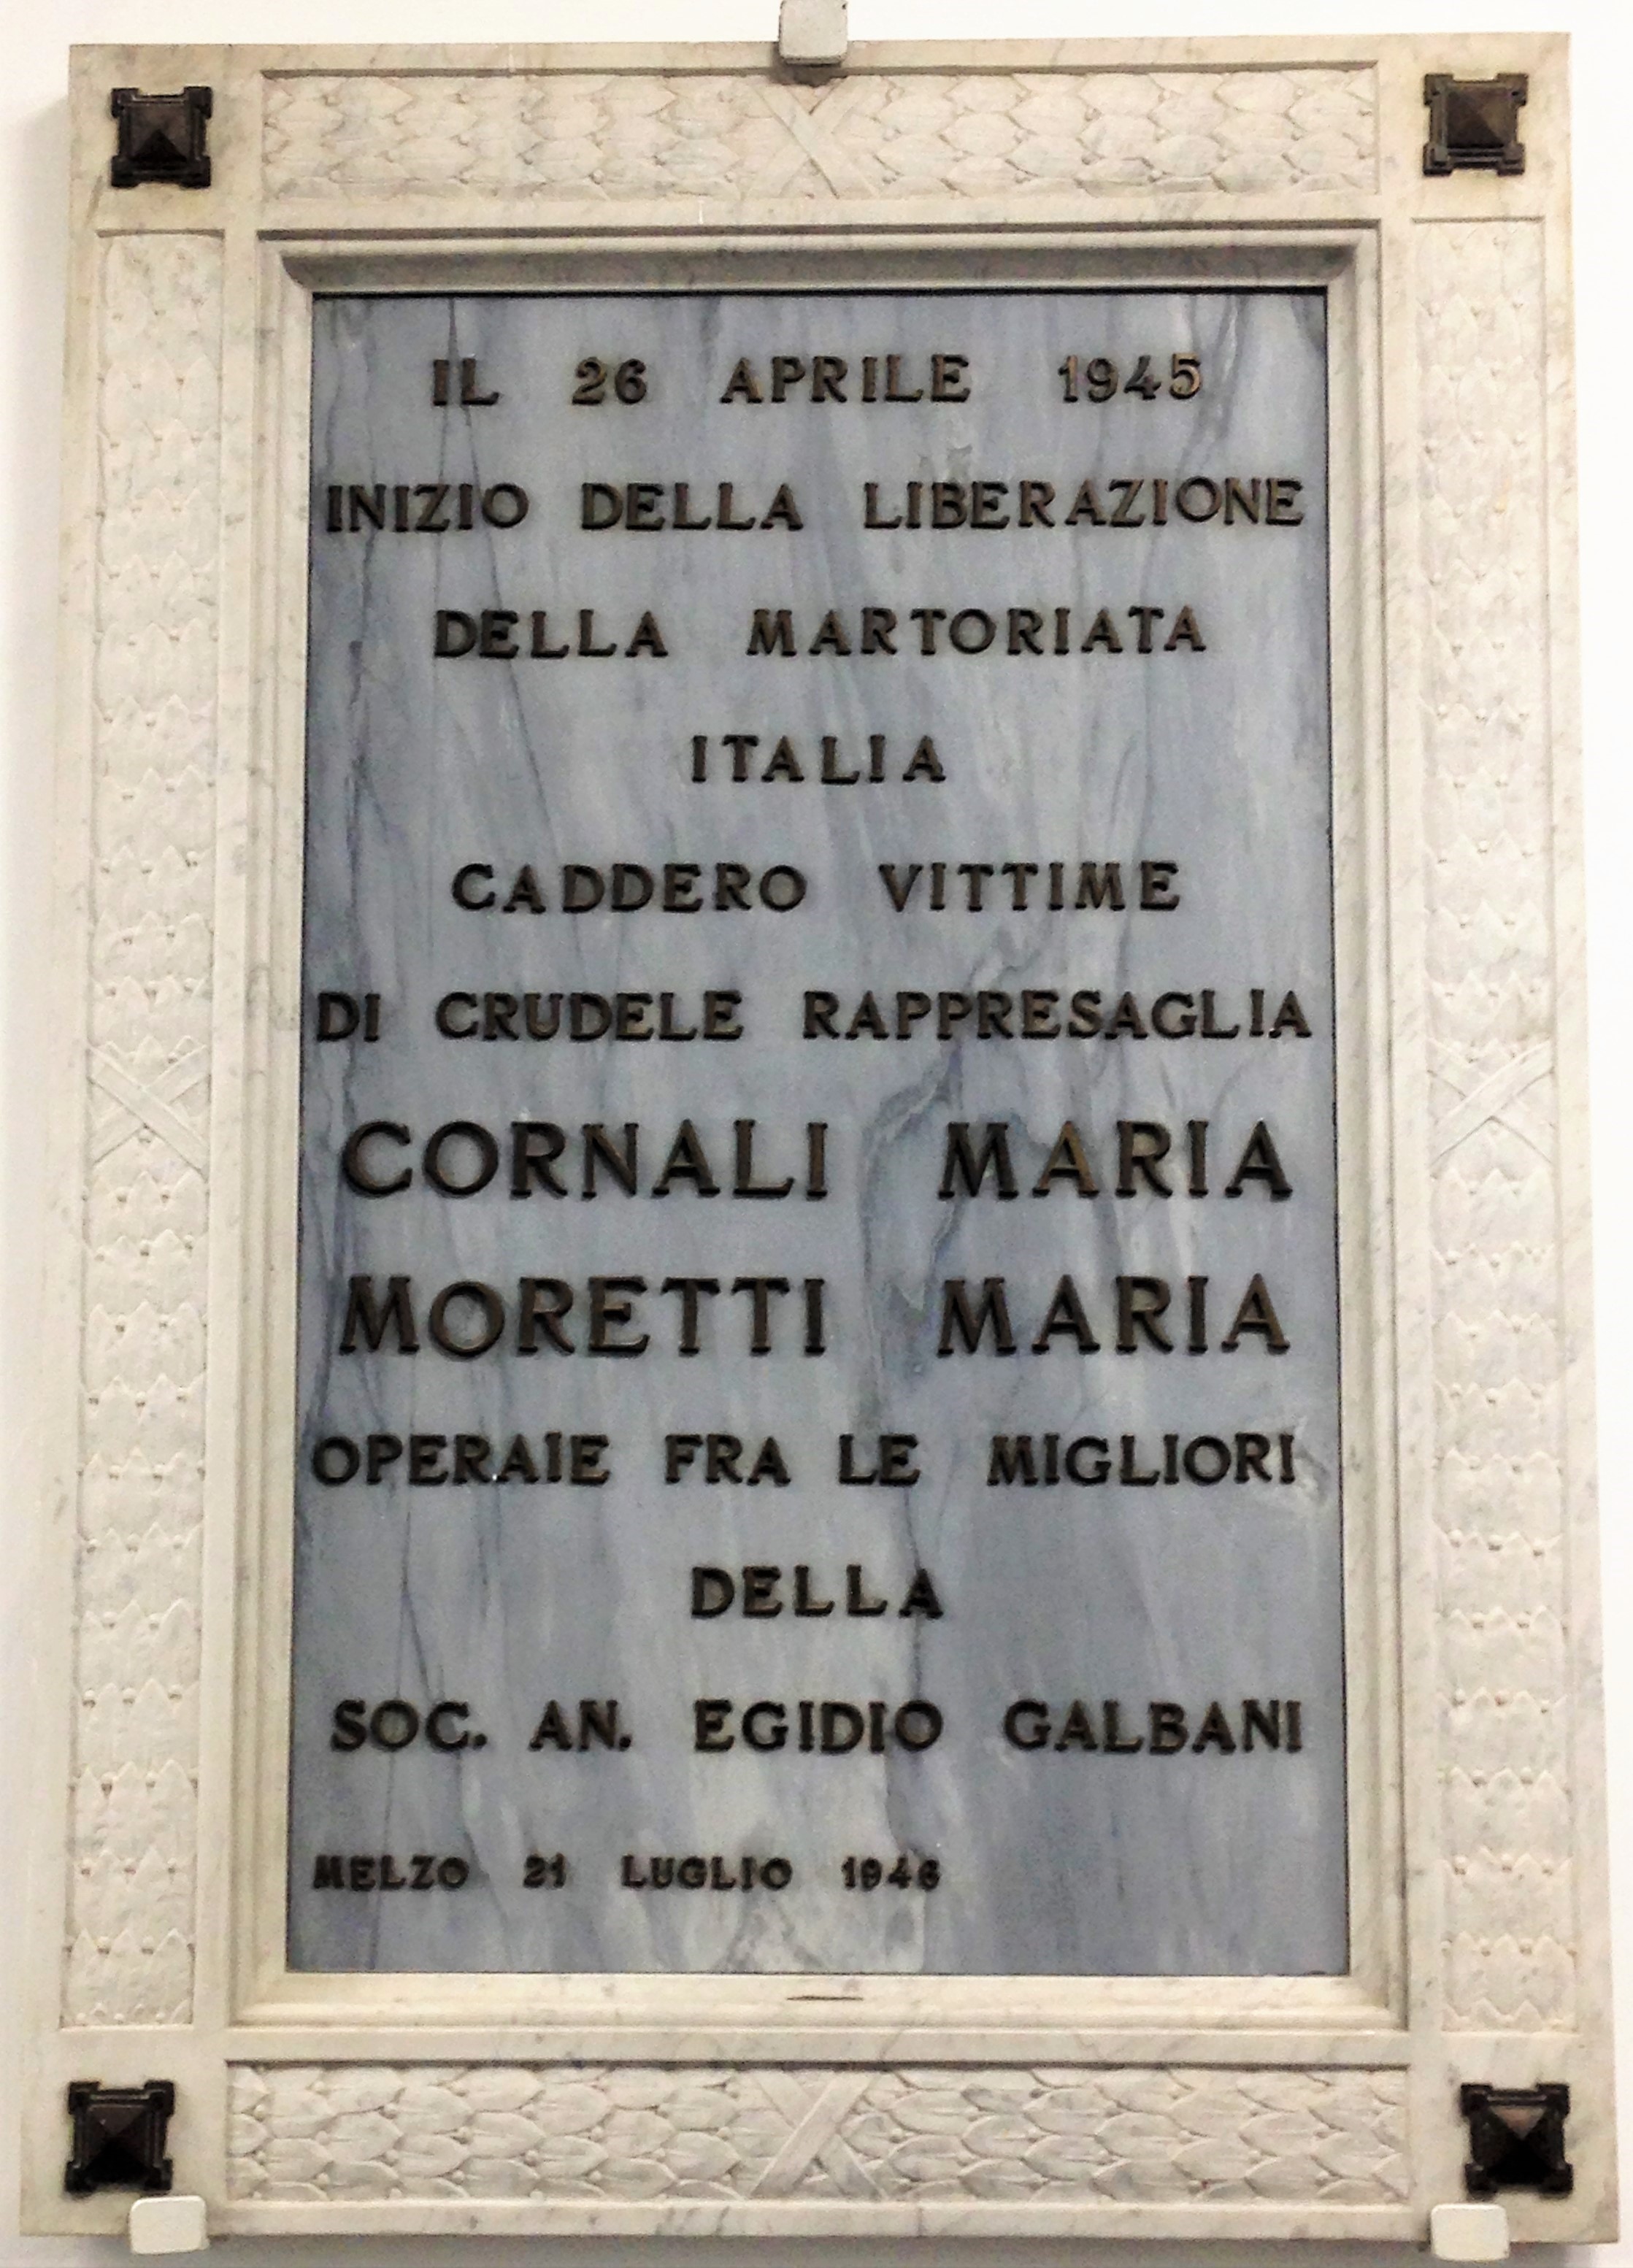 IL 26 APRILE 1945
INIZIO DELLA LIBERAZIONE
DELLA MARTORIATA
ITALIA
CADDERO VITTIME
DI CRUDELE RAPPRESAGLIA
CORNALI MARIA
MORETTI MARIA
OPERAIE FRA LE MIGLIORI
DELLA
SOC. AN. EGIDIO GALBANI
MELZO 21 LUGLIO 1946